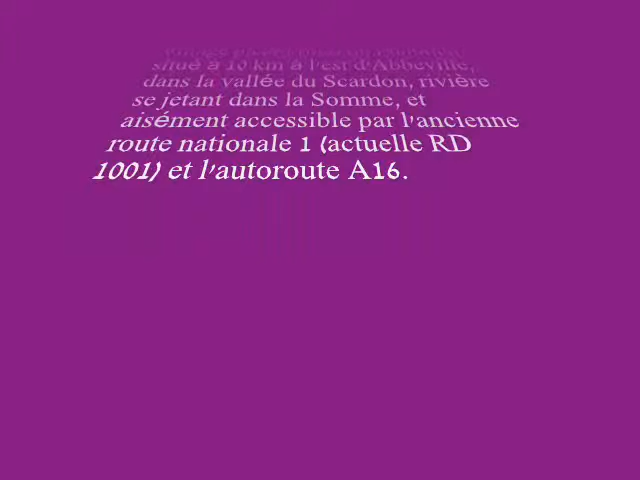 situé à 10 km à l'est d'Abbeville,
dans la vallée du Scardon, rivière
se jetant dans la Somme, et
aisément accessible par l'ancienne
route nationale 1 (actuelle RD
1001) et l'autoroute A16.